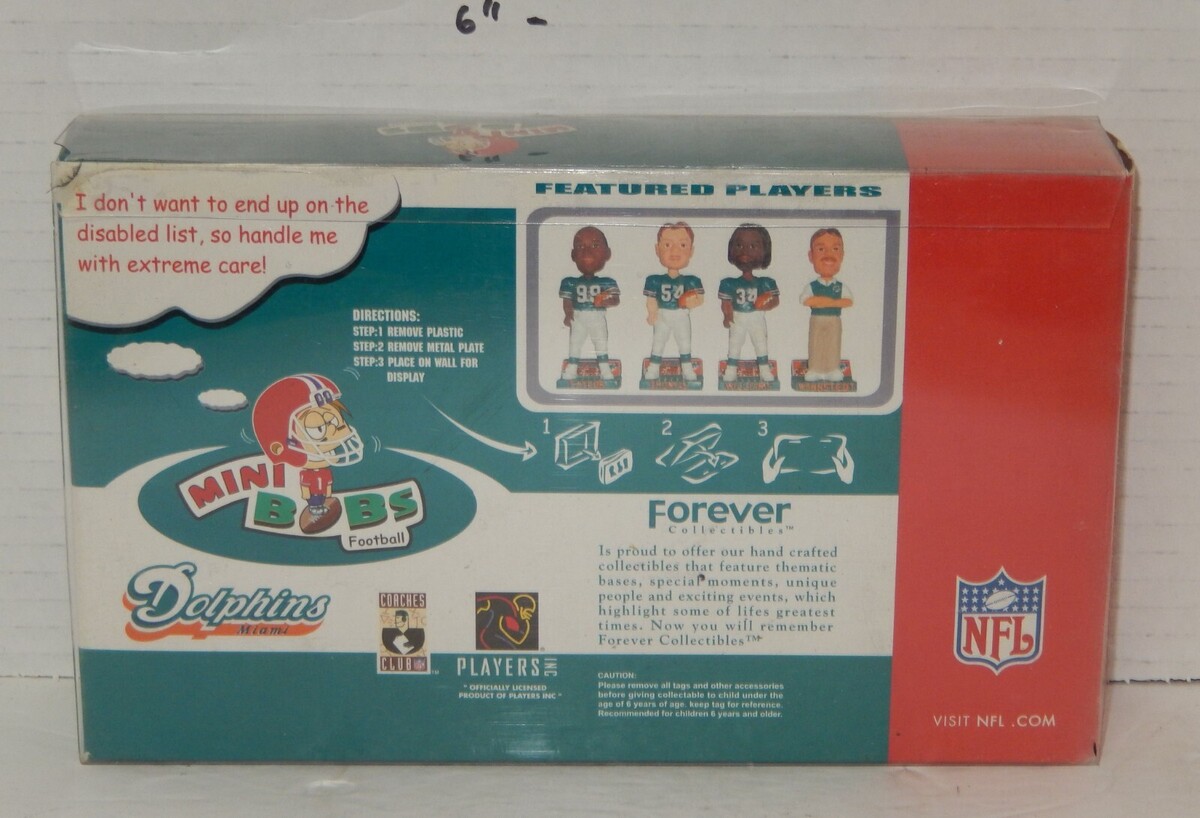 6" -
MINI
I don't want to end up on the
disabled list, so handle me
with extreme care!
FEATURED PLAYERS
99
54
34
DIRECTIONS:
STEP:1 REMOVE PLASTIC
STEP:2 REMOVE METAL PLATE
STEP:3 PLACE ON WALL FOR
DISPLAY
1
2
3
MINI
BOBS
Football
Forever
Collectibles™
Is proud to offer our hand crafted
collectibles that feature thematic
bases, special moments, unique
people and exciting events, which
highlight some of lifes greatest
times. Now you will remember
Forever Collectibles™
Dolphins
Miami
COACHES
CLUB
PLAYERS INC
" OFFICIALLY LICENSED
PRODUCT OF PLAYERS INC "
CAUTION:
Please remove all tags and other accessories
before giving collectable to child under the
age of 6 years of age. keep tag for reference.
Recommended for children 6 years and older.
NFL
VISIT NFL .COM